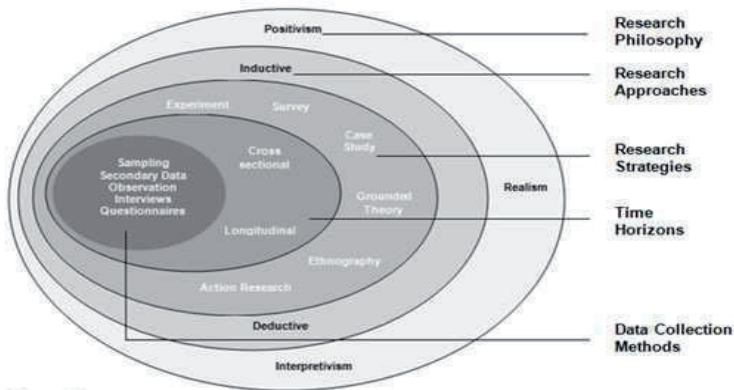 Positivism
Research
Philosophy
Inductive
Research
Approaches
Experiment
Survey
Case
Study
Cross
sectional
Sampling
Secondary Data
Observation
Interviews
Questionnaires
Research
Strategies
Realism
Grounded
Theory
Time
Horizons
Longitudinal
Ethnography
Action Research
Deductive
Data Collection
Methods
Interpretivism